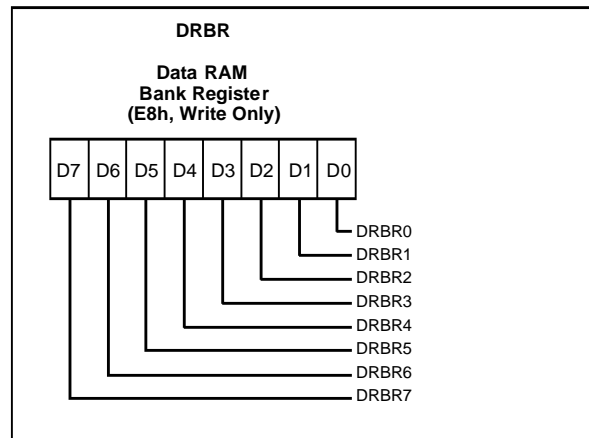 DRBR
Data RAM
Bank Register
(E8h, Write Only)
D7 D6 D5 D4 D3 D2 D1 D0
DRBR0
DRBR1
DRBR2
DRBR3
DRBR4
DRBR5
DRBR6
DRBR7